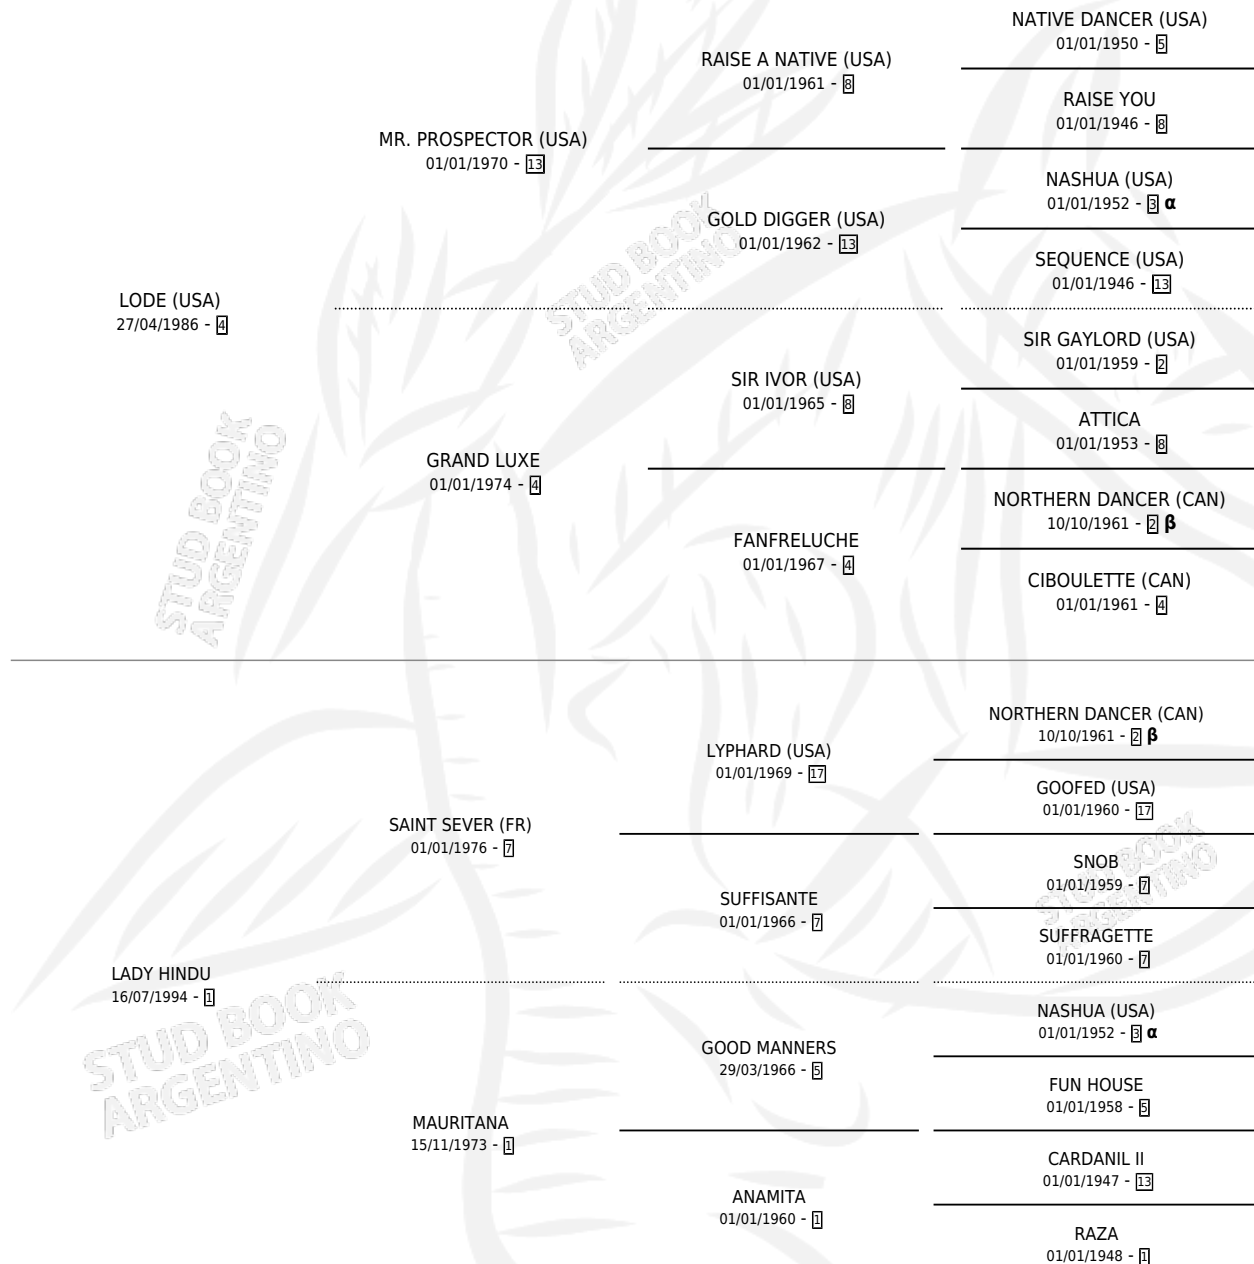 NATIVE DANCER (USA)
01/01/1950 - 5
RAISE A NATIVE (USA)
01/01/1961 - 8
RAISE YOU
01/01/1946 - 8
MR. PROSPECTOR (USA)
01/01/1970 - 13
NASHUA (USA)
01/01/1952 - 3 α
GOLD DIGGER (USA)
01/01/1962 - 13
SEQUENCE (USA)
01/01/1946 - 13
LODE (USA)
27/04/1986 - 4
SIR GAYLORD (USA)
01/01/1959 - 2
SIR IVOR (USA)
01/01/1965 - 8
ATTICA
01/01/1953 - 8
GRAND LUXE
01/01/1974 - 4
NORTHERN DANCER (CAN)
10/10/1961 - 2 β
FANFRELUCHE
01/01/1967 - 4
CIBOULETTE (CAN)
01/01/1961 - 4
NORTHERN DANCER (CAN)
10/10/1961 - 2 β
LYPHARD (USA)
01/01/1969 - 17
GOOFED (USA)
01/01/1960 - 17
SAINT SEVER (FR)
01/01/1976 - 7
SNOB
01/01/1959 - 7
SUFFISANTE
01/01/1966 - 7
SUFFRAGETTE
01/01/1960 - 7
LADY HINDU
16/07/1994 - 1
NASHUA (USA)
01/01/1952 - 3 α
GOOD MANNERS
29/03/1966 - 5
FUN HOUSE
01/01/1958 - 5
MAURITANA
15/11/1973 - 1
CARDANIL II
01/01/1947 - 13
ANAMITA
01/01/1960 - 1
RAZA
01/01/1948 - 1
STUD BOOK
ARGENTINO
STUD BOOK
ARGENTINO
STUD BOOK
ARGENTINO
STUD BOOK
ARGENTINO